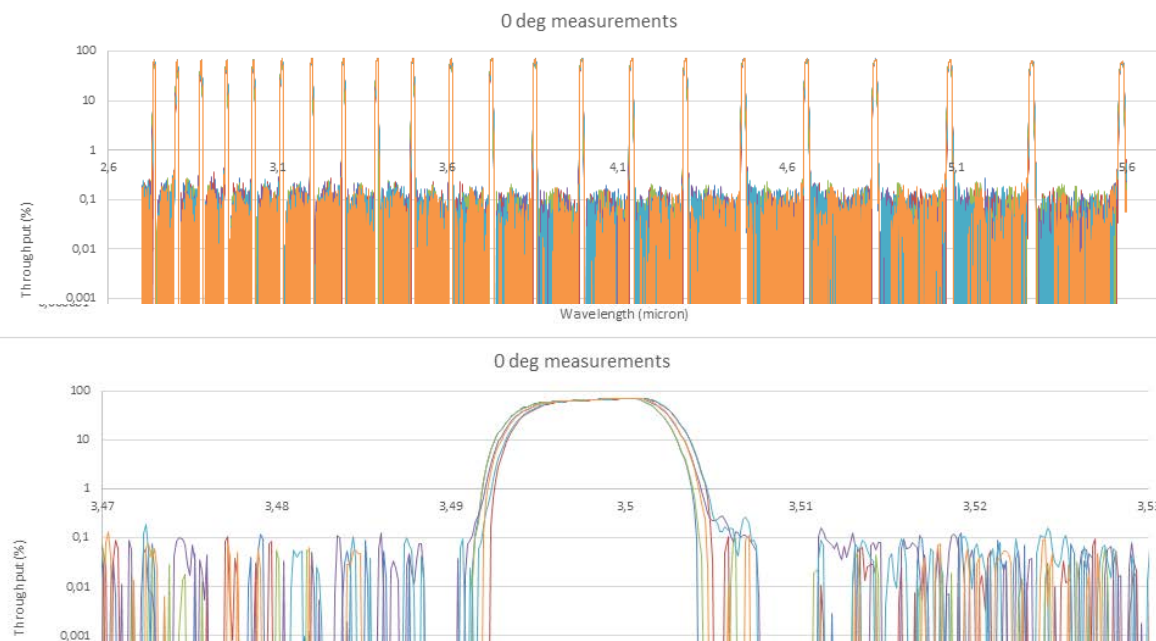 0 deg measurements
100
10
1
2,6 3,1 3,6 4,1 4,6 5,1 5,6
0,1
0,01
0,001
Throughput (%)
Wavelength (micron)
0 deg measurements
100
10
1
3,47 3,48 3,49 3,5 3,51 3,52
0,1
0,01
0,001
Throughput (%)